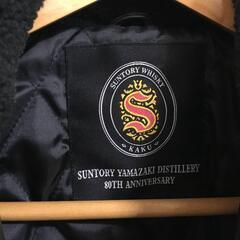 SUNTORY WHISKY
S
KAKU
SUNTORY YAMAZAKI DISTILLERY
80TH ANNIVERSARY